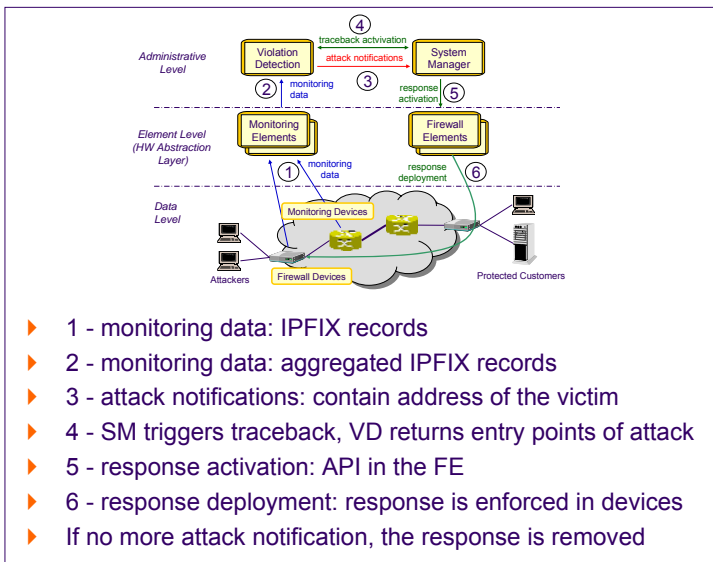 4
traceback actvivation
Administrative
Level
Violation
Detection
attack notifications
System
Manager
3
2
monitoring
data
response
activation
5
Element Level
(HW Abstraction
Layer)
Monitoring
Elements
Firewall
Elements
1
monitoring
data
response
deployment
6
Data
Level
Monitoring Devices
Attackers
Firewall Devices
Protected Customers
1 - monitoring data: IPFIX records
2 - monitoring data: aggregated IPFIX records
3 - attack notifications: contain address of the victim
4 - SM triggers traceback, VD returns entry points of attack
5 - response activation: API in the FE
6 - response deployment: response is enforced in devices
If no more attack notification, the response is removed